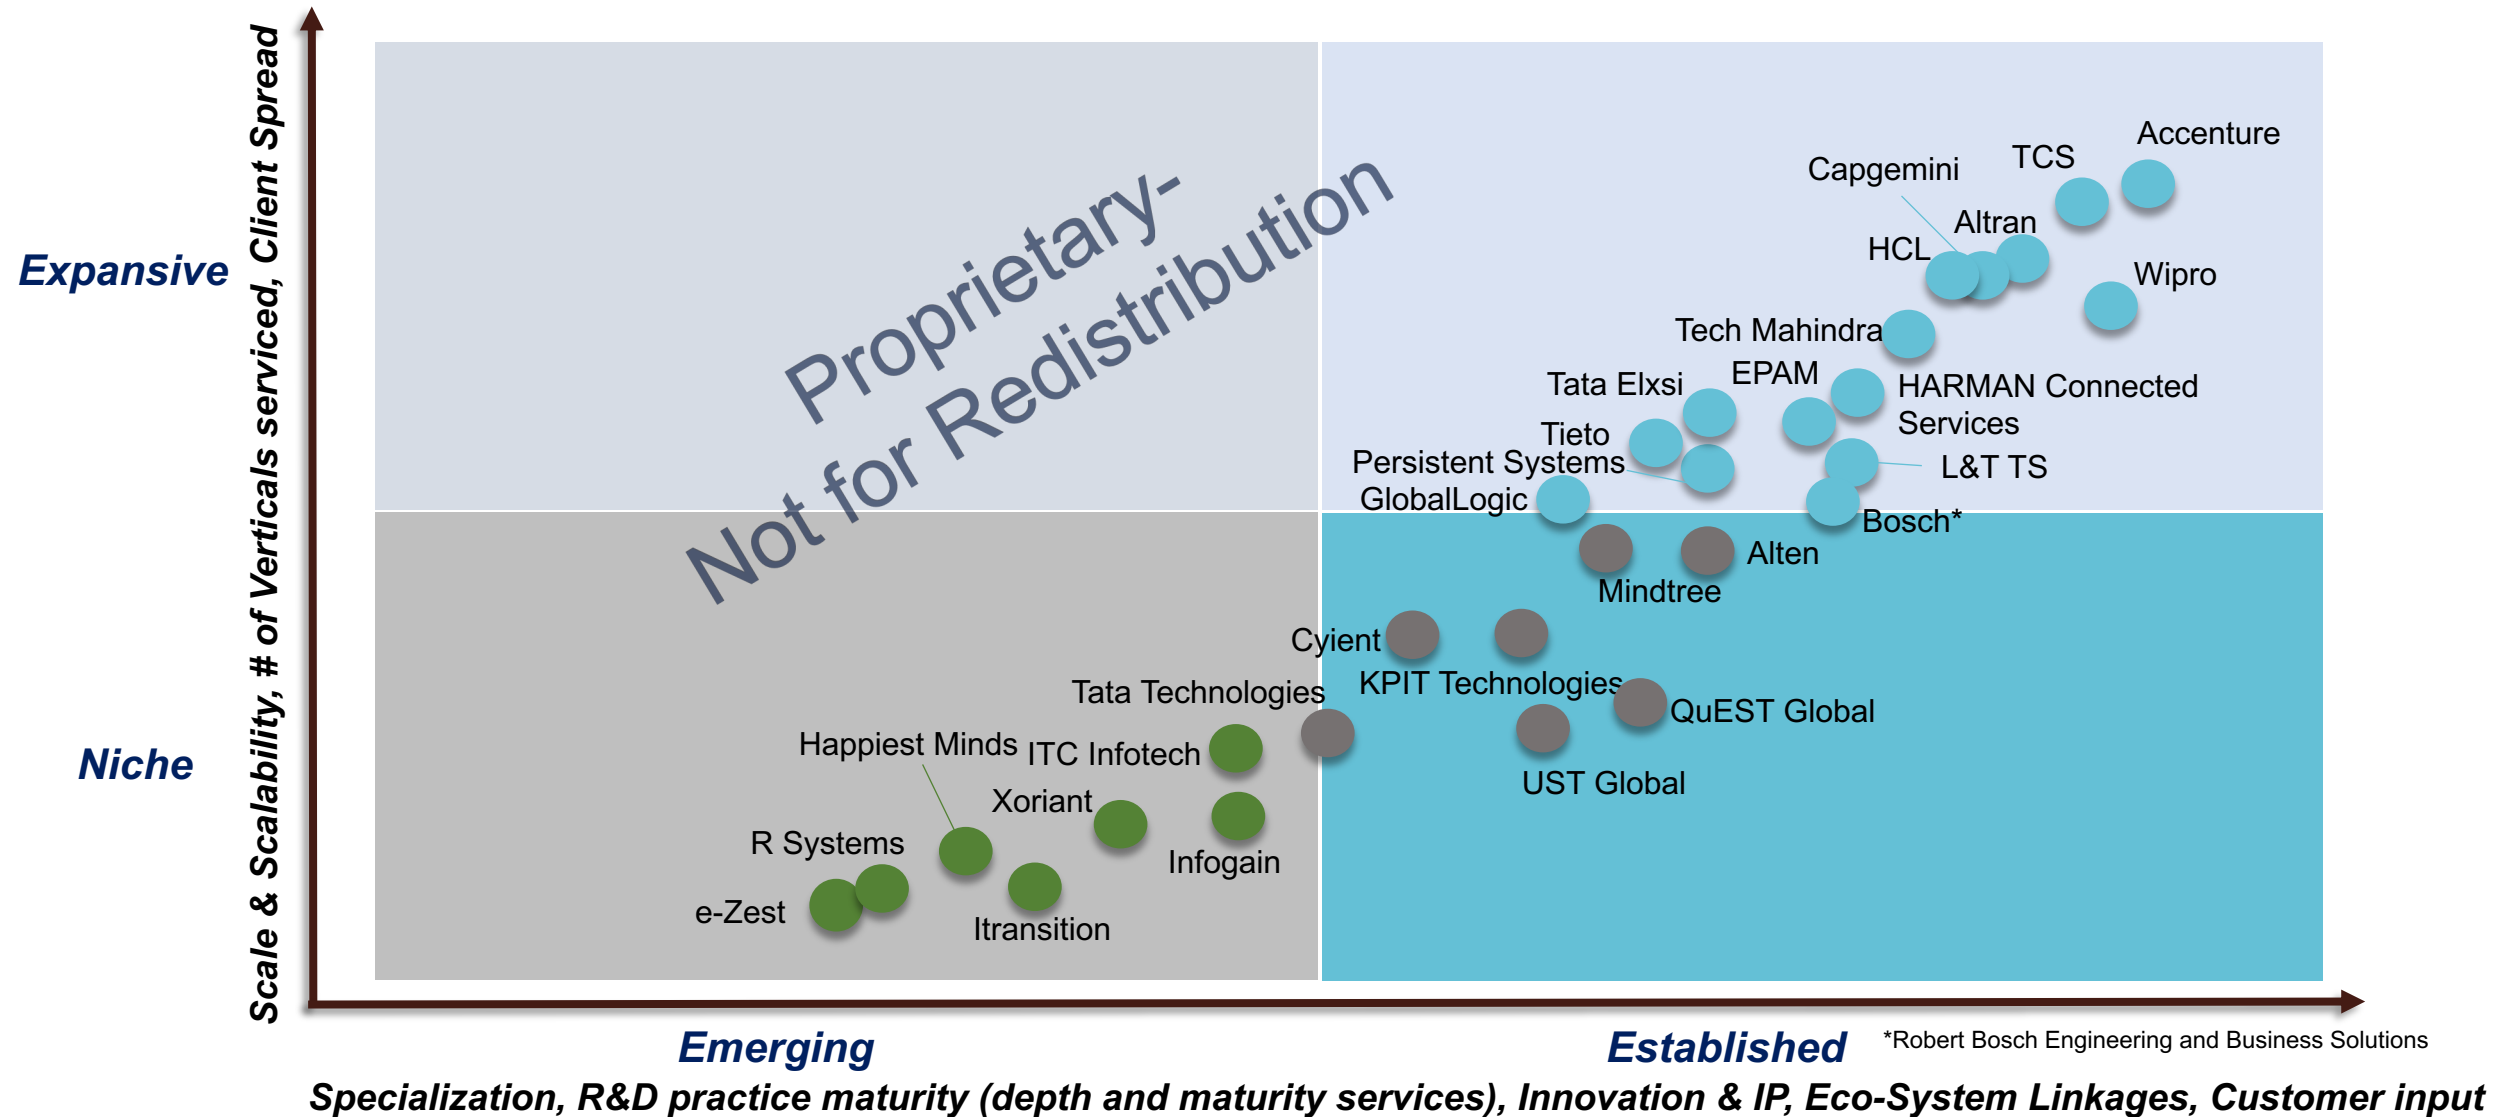 Scale & Scalability, # of Verticals serviced, Client Spread
Expansive
Niche
Proprietary-
Not for Redistribution
Accenture
TCS
Capgemini
Altran
HCL
Wipro
Tech Mahindra
EPAM
Tata Elxsi
HARMAN Connected
Services
Tieto
Persistent Systems
L&T TS
GlobalLogic
Bosch*
Alten
Mindtree
Cyient
KPIT Technologies
Tata Technologies
QuEST Global
Happiest Minds
ITC Infotech
UST Global
Xoriant
R Systems
Infogain
e-Zest
Itransition
Emerging
Established
*Robert Bosch Engineering and Business Solutions
Specialization, R&D practice maturity (depth and maturity services), Innovation & IP, Eco-System Linkages, Customer input